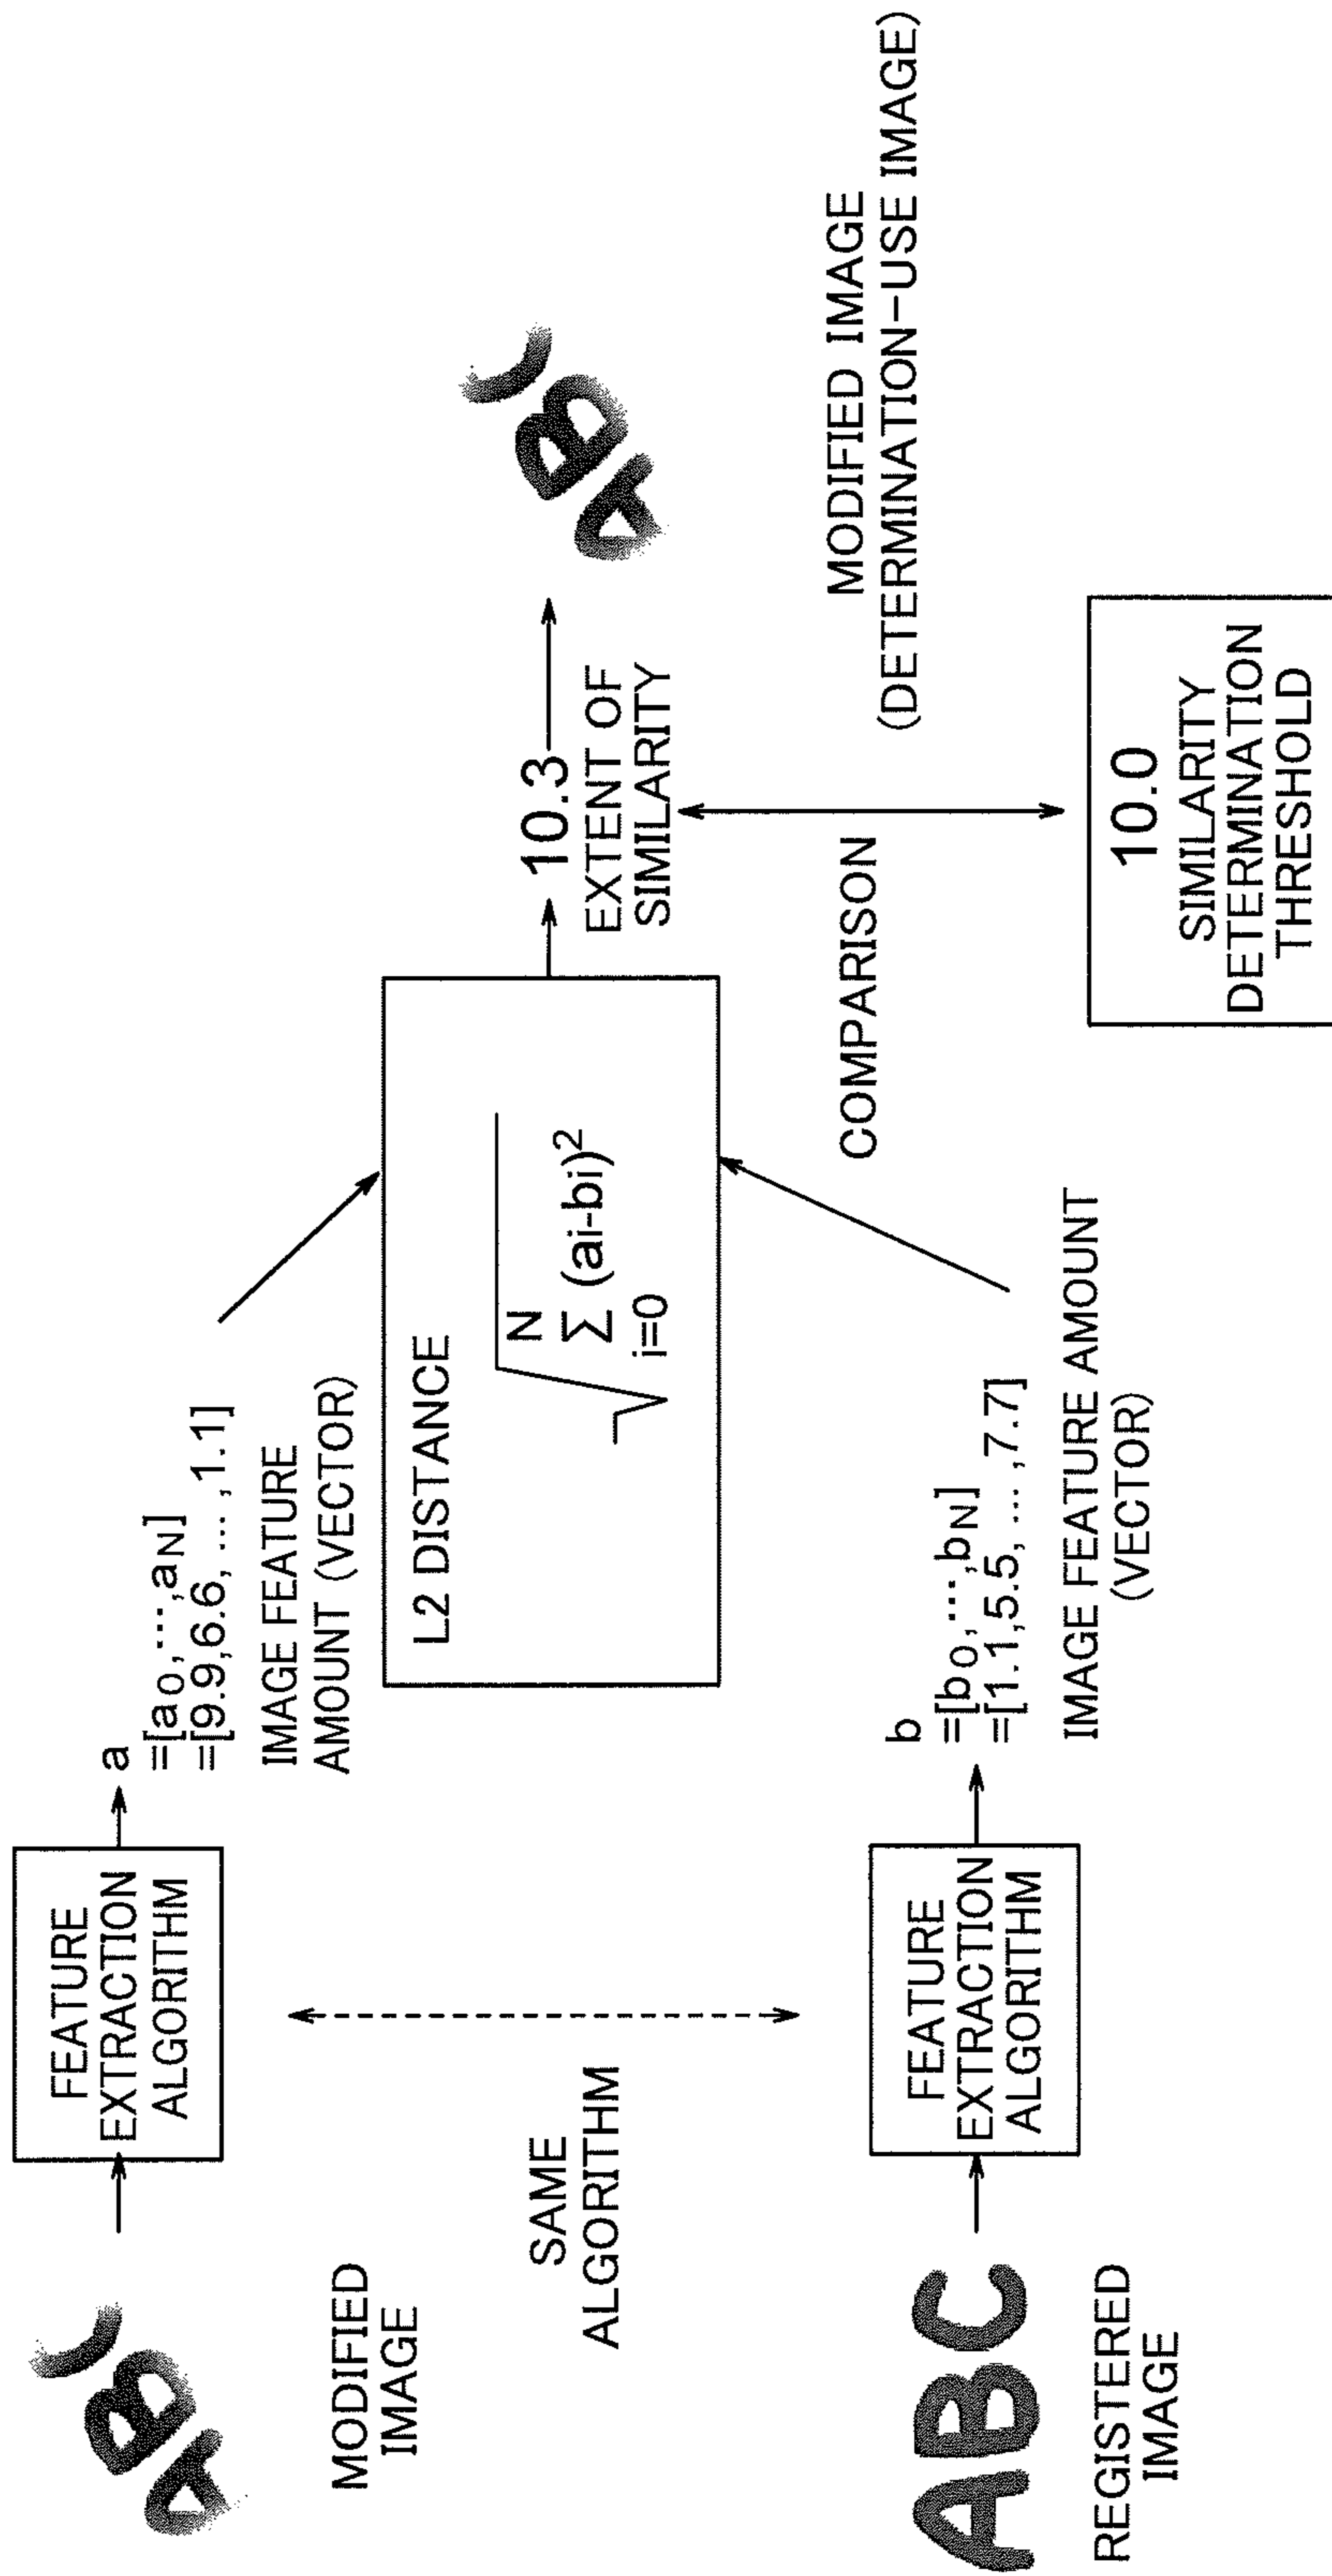 FEATURE
EXTRACTION
ALGORITHM
a
=[a0,⋯,aN]
=[9.9,6.6, ... ,1.1]
IMAGE FEATURE
AMOUNT (VECTOR)
MODIFIED
IMAGE
SAME
ALGORITHM
L2 DISTANCE
N
∑ (ai-bi)2
i=0
10.3
EXTENT OF
SIMILARITY
AB
COMPARISON
MODIFIED IMAGE
(DETERMINATION-USE IMAGE)
AB
ABC
REGISTERED
IMAGE
FEATURE
EXTRACTION
ALGORITHM
b
=[b0,⋯,bN]
=[1.1,5.5, ... ,7.7]
IMAGE FEATURE AMOUNT
(VECTOR)
10.0
SIMILARITY
DETERMINATION
THRESHOLD